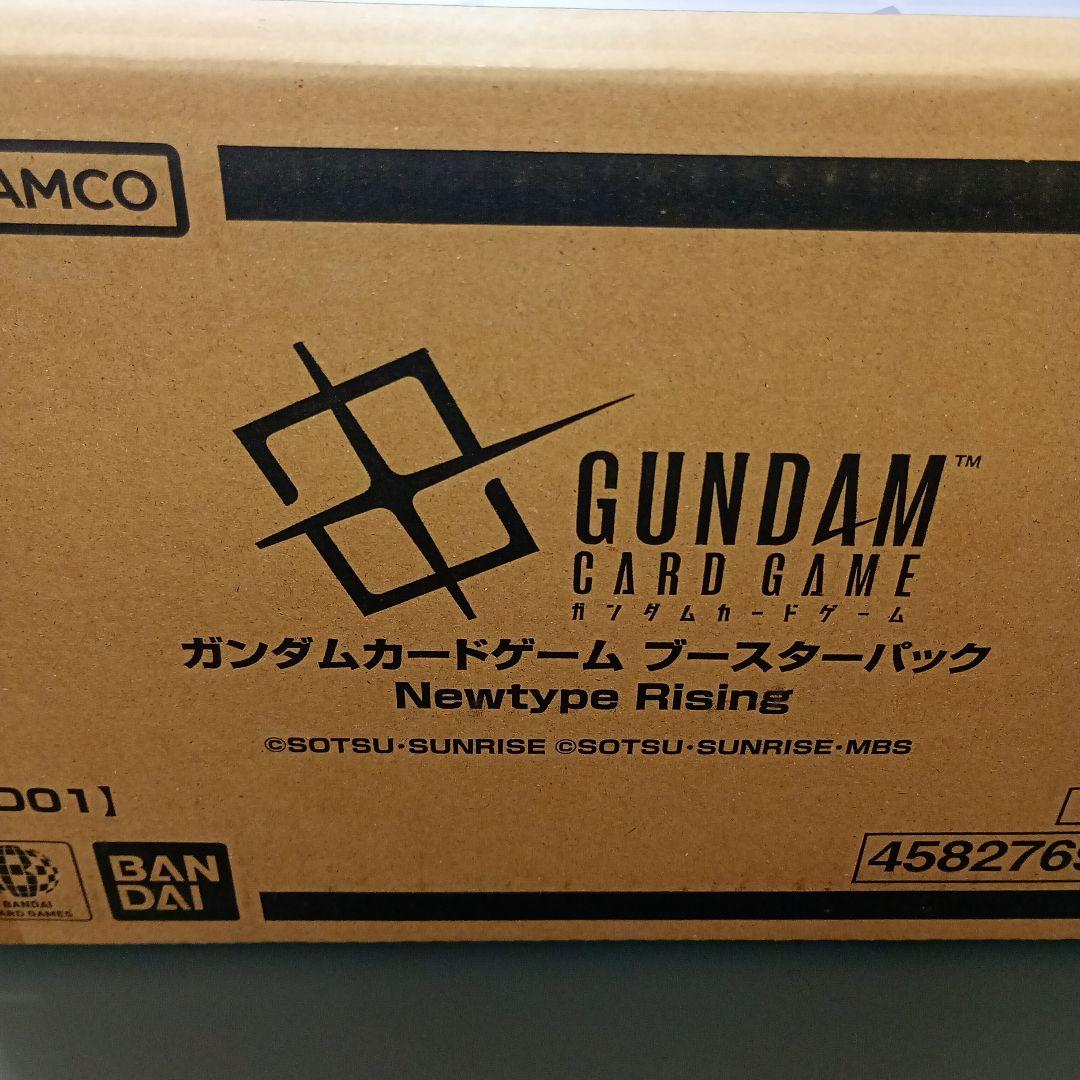 AMCO
GUNDAM™
CARD GAME
ガンダムカードゲーム
ガンダムカードゲーム ブースターパック
Newtype Rising
©SOTSU・SUNRISE ©SOTSU・SUNRISE・MBS
D01】
BANDAI
CARD GAMES
BAN
DAI
4582769